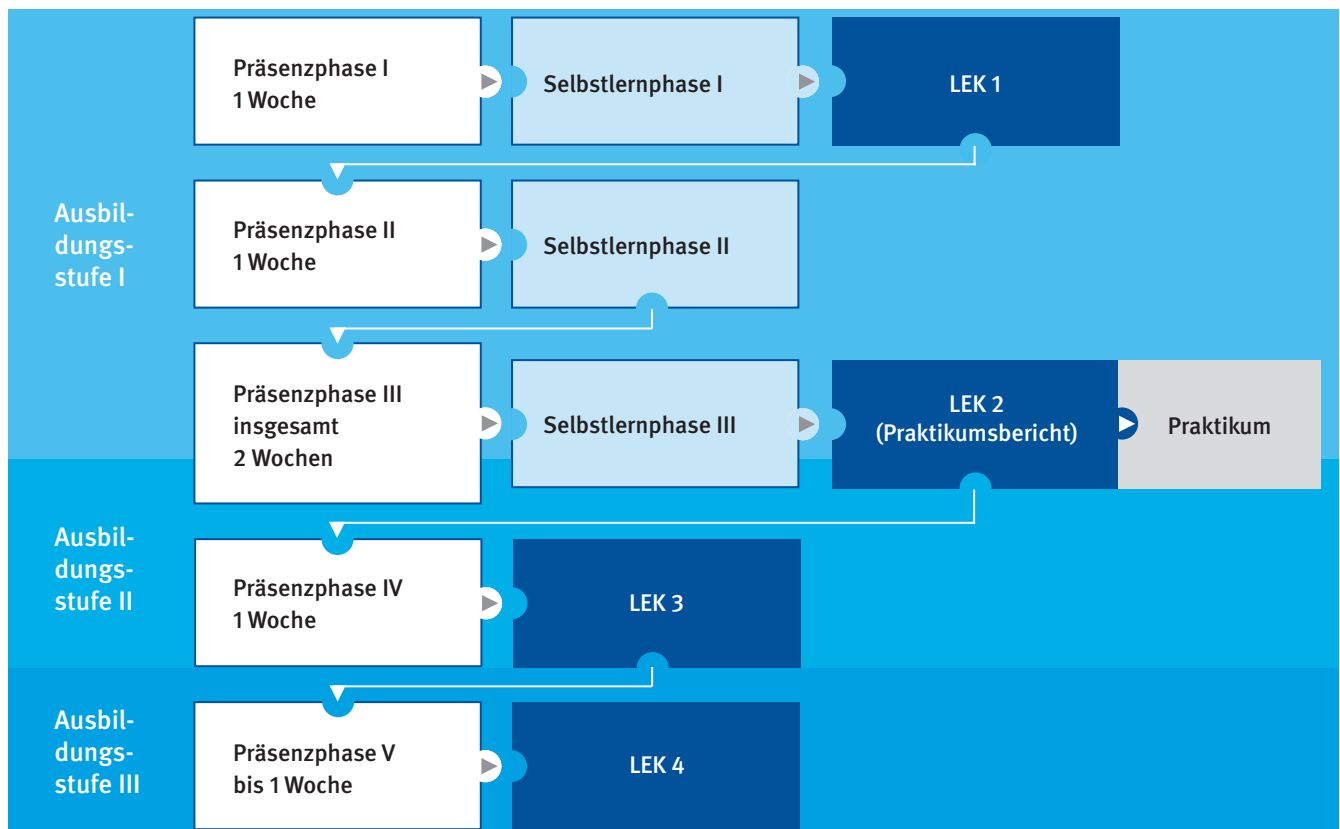 Präsenzphase I
1 Woche
Selbstlernphase I
LEK 1
Ausbil-
dungs-
stufe I
Präsenzphase II
1 Woche
Selbstlernphase II
Präsenzphase III
insgesamt
2 Wochen
Selbstlernphase III
LEK 2
(Praktikumsbericht)
Praktikum
Ausbil-
dungs-
stufe II
Präsenzphase IV
1 Woche
LEK 3
Ausbil-
dungs-
stufe III
Präsenzphase V
bis 1 Woche
LEK 4